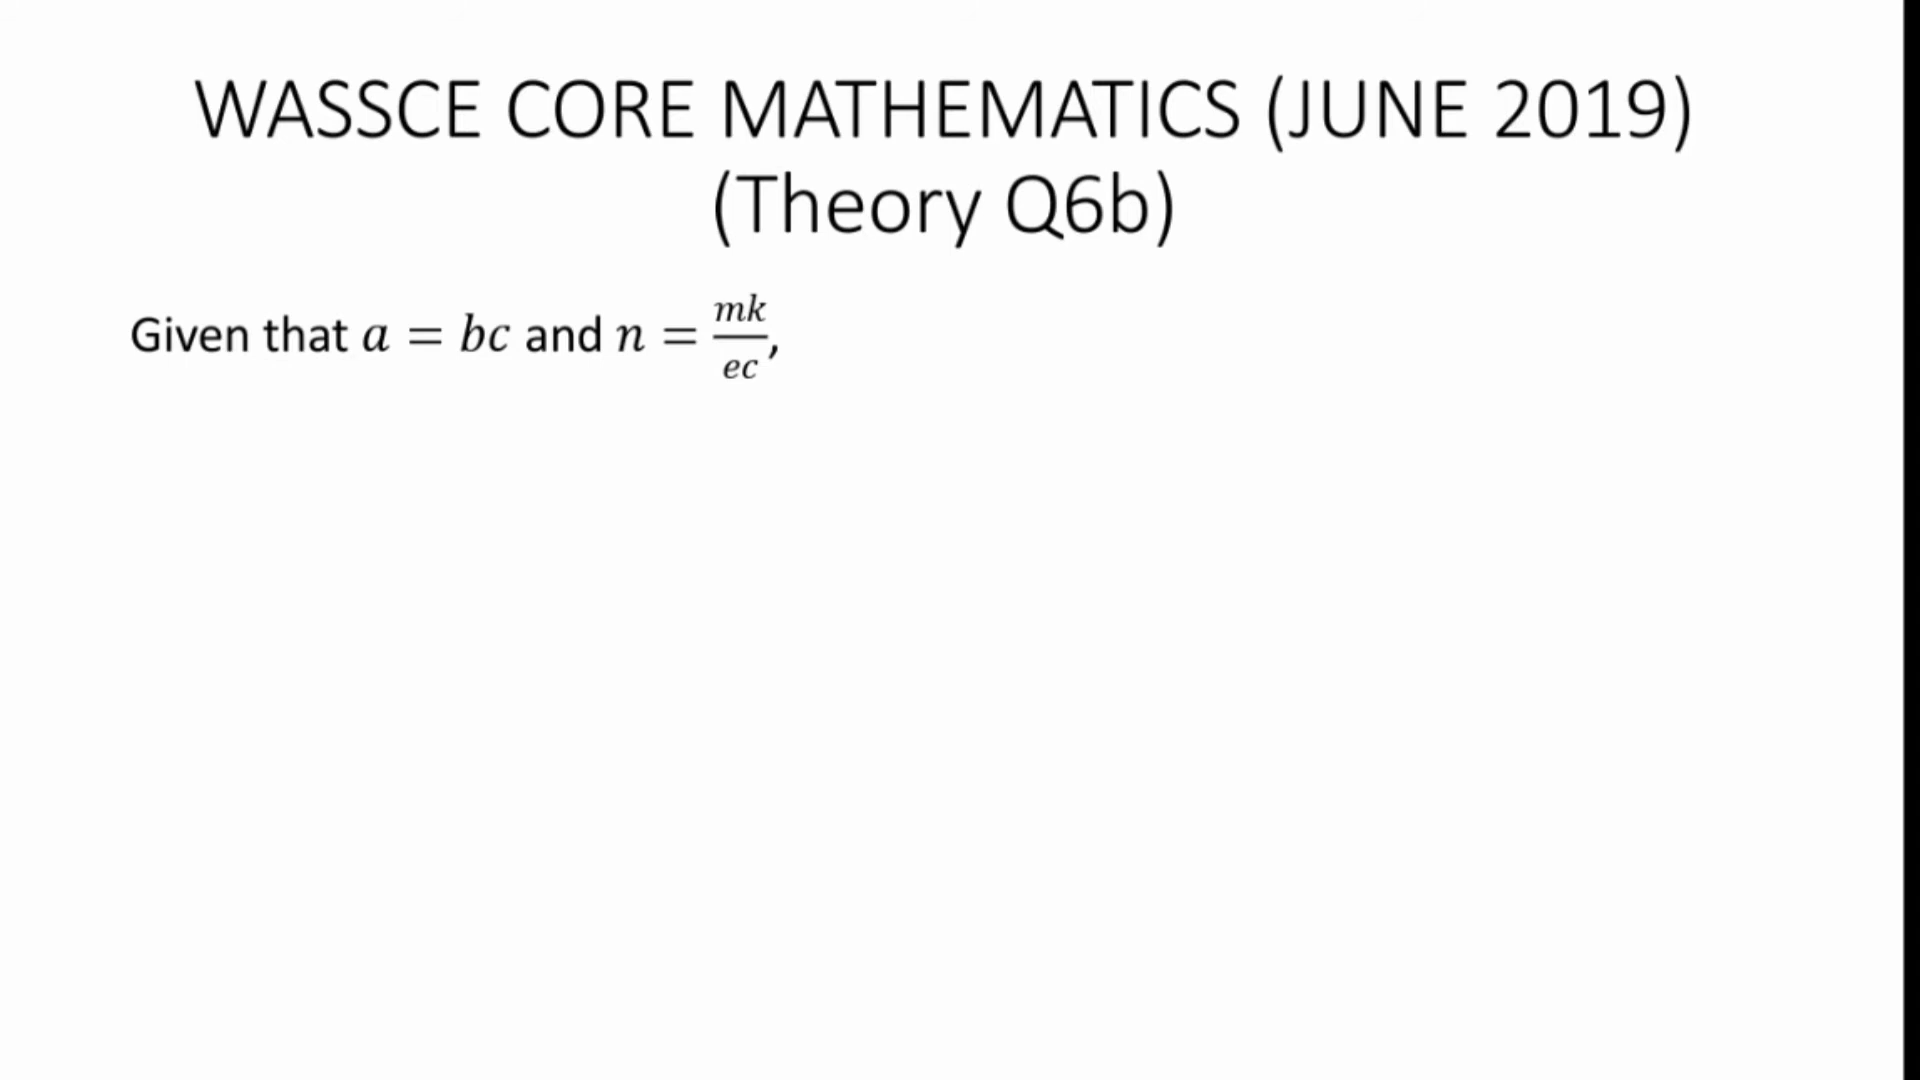 WASSCE CORE MATHEMATICS (JUNE 2019)
(Theory Q6b)
Given that a = bc and n = mk/ec,